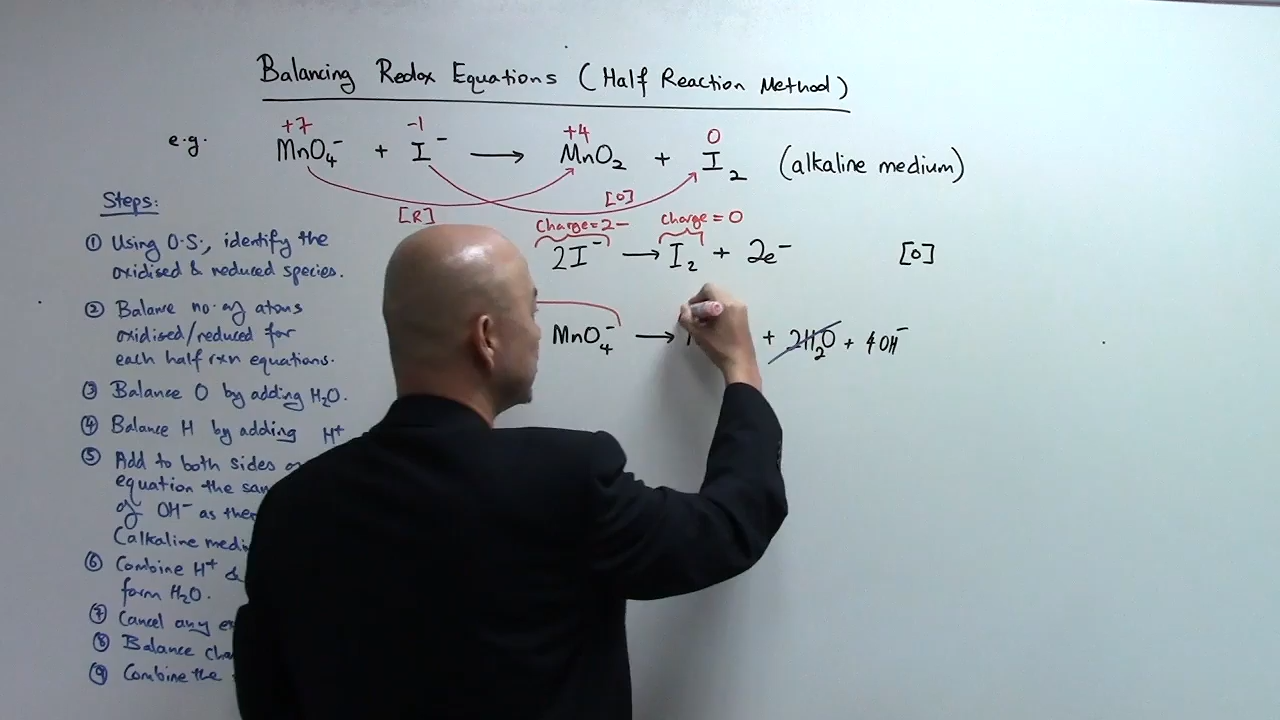 Balancing Redox Equations (Half Reaction Method)
+7 -1 +4 0
e.g. MnO₄⁻ + I⁻ → MnO₂ + I₂ (alkaline medium)
[R] [O]
Steps:
① Using O.S., identify the
oxidised & reduced species.
② Balance no. of atoms
oxidised/reduced for
each half rxn equations.
③ Balance O by adding H₂O.
④ Balance H by adding H⁺
⑤ Add to both sides
equation the
of OH⁻ as
(alkaline
⑥ Combine H⁺ &
form H₂O.
⑦ Cancel any
⑧ Balance
⑨ Combine the
Charge = 2- charge = 0
2I⁻ → I₂ + 2e⁻ [O]
MnO₄⁻ → + 2H₂O + 4OH⁻